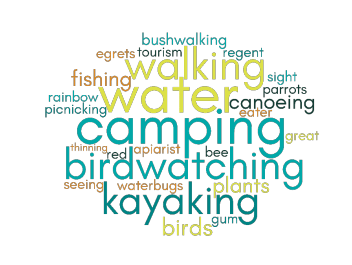 bushwalking
egrets tourism regent
walking
fishing sight
water parrots
rainbow canoeing
picnicking eater
camping great
thinning apiarist bee
red
birdwatching
seeing waterbugs plants
kayaking
birds gum